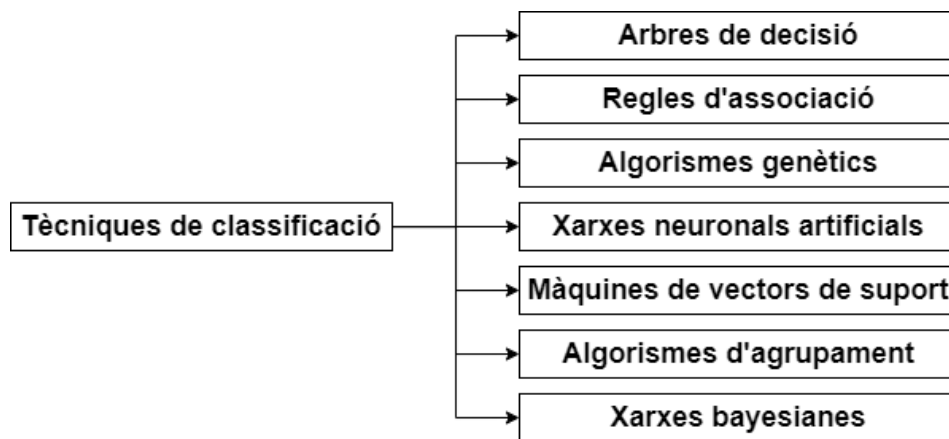 Arbres de decisió
Regles d'associació
Algorismes genètics
Tècniques de classificació
Xarxes neuronals artificials
Màquines de vectors de suport
Algorismes d'agrupament
Xarxes bayesianes